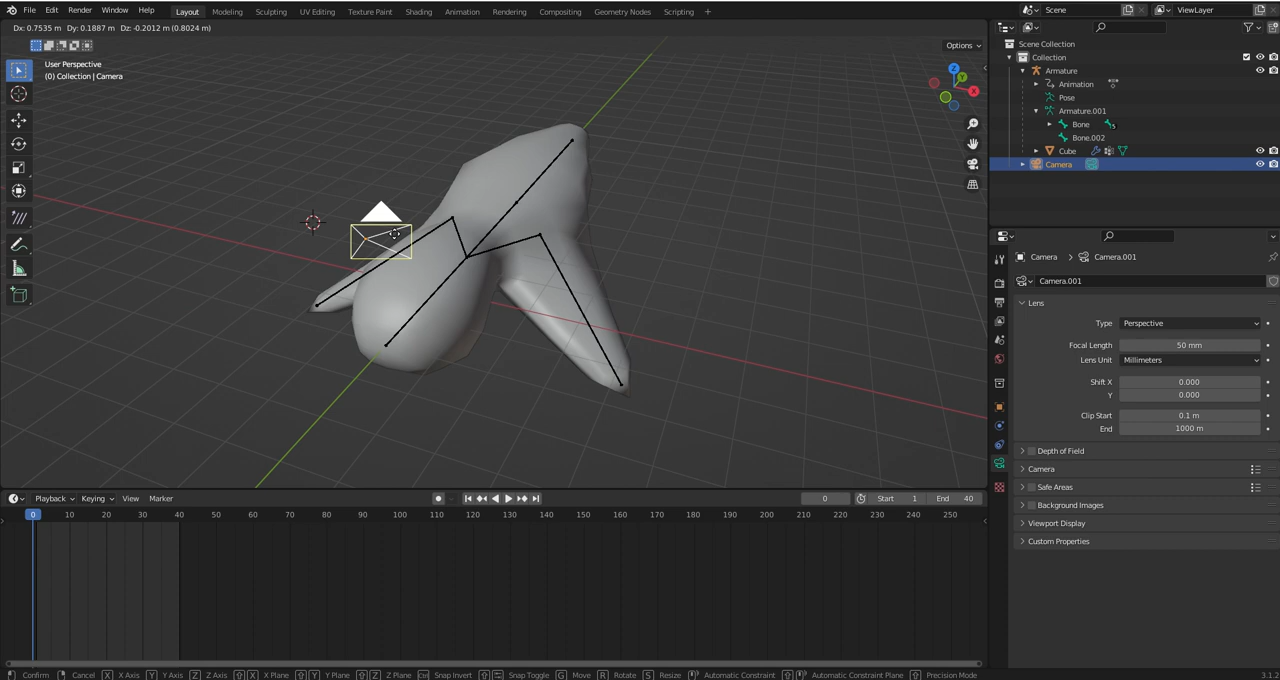 File Edit Render Window Help Layout Modeling Sculpting UV Editing Texture Paint Shading Animation Rendering Compositing Geometry Nodes Scripting + Scene ViewLayer
Dx: 0.7535 m Dy: 0.1887 m Dz: -0.2012 m (0.8024 m)
Options
User Perspective
(0) Collection | Camera
Z
Y
X
Scene Collection
Collection
Armature
Animation
Pose
Armature.001
Bone 5
Bone.002
Cube
Camera
Camera Camera.001
Camera.001
Lens
Type Perspective
Focal Length 50 mm
Lens Unit Millimeters
Shift X 0.000
Y 0.000
Clip Start 0.1 m
End 1000 m
Depth of Field
Camera
Safe Areas
Background Images
Viewport Display
Custom Properties
Playback Keying View Marker 0 Start 1 End 40
0 10 20 30 40 50 60 70 80 90 100 110 120 130 140 150 160 170 180 190 200 210 220 230 240 250
Confirm Cancel X X Axis Y Y Axis Z Z Axis X X Plane Y Y Plane Z Z Plane Ctrl Snap Invert Snap Toggle G Move R Rotate S Resize Automatic Constraint Automatic Constraint Plane Precision Mode 3.1.2